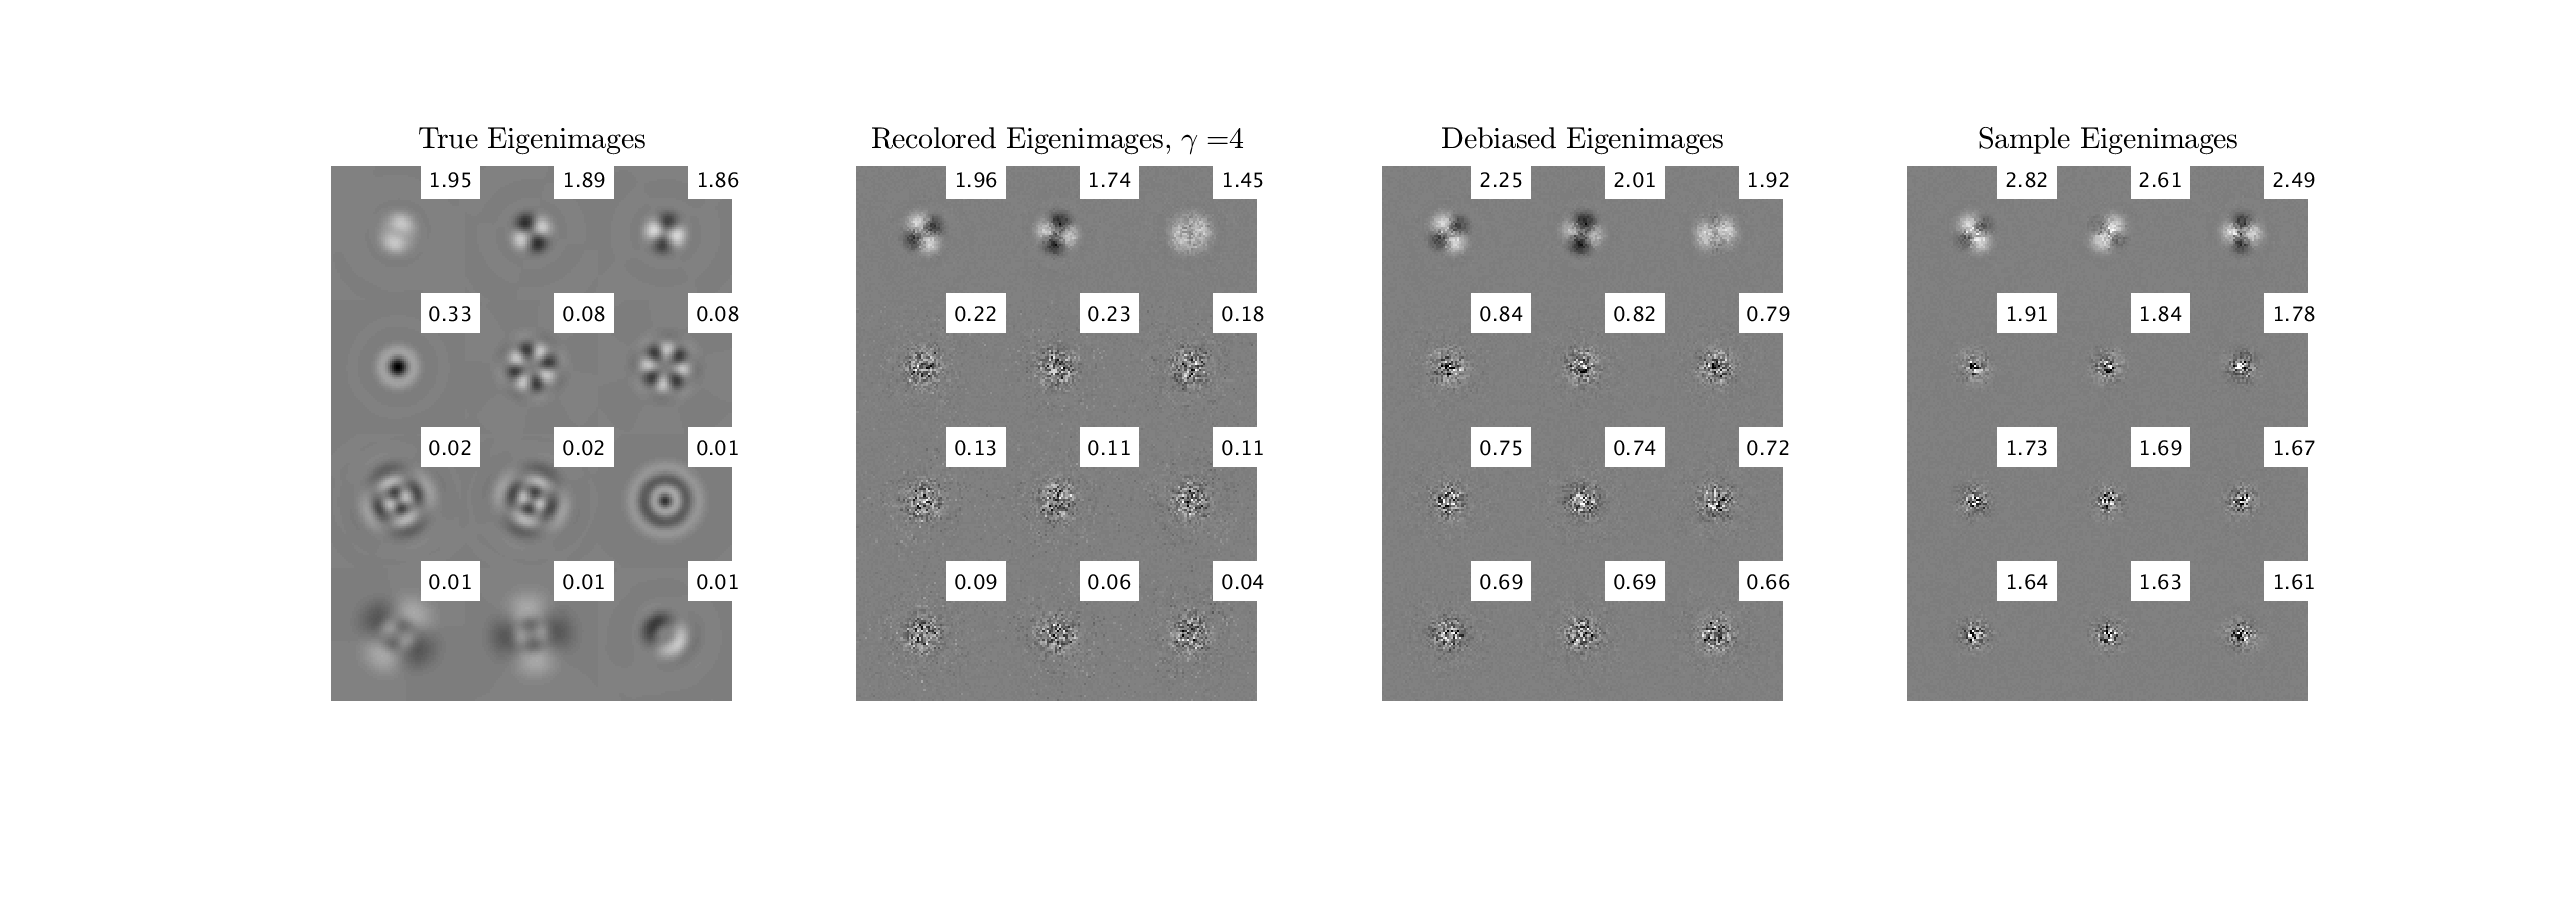 True Eigenimages
1.95 1.89 1.86
0.33 0.08 0.08
0.02 0.02 0.01
0.01 0.01 0.01
Recolored Eigenimages, γ =4
1.96 1.74 1.45
0.22 0.23 0.18
0.13 0.11 0.11
0.09 0.06 0.04
Debiased Eigenimages
2.25 2.01 1.92
0.84 0.82 0.79
0.75 0.74 0.72
0.69 0.69 0.66
Sample Eigenimages
2.82 2.61 2.49
1.91 1.84 1.78
1.73 1.69 1.67
1.64 1.63 1.61